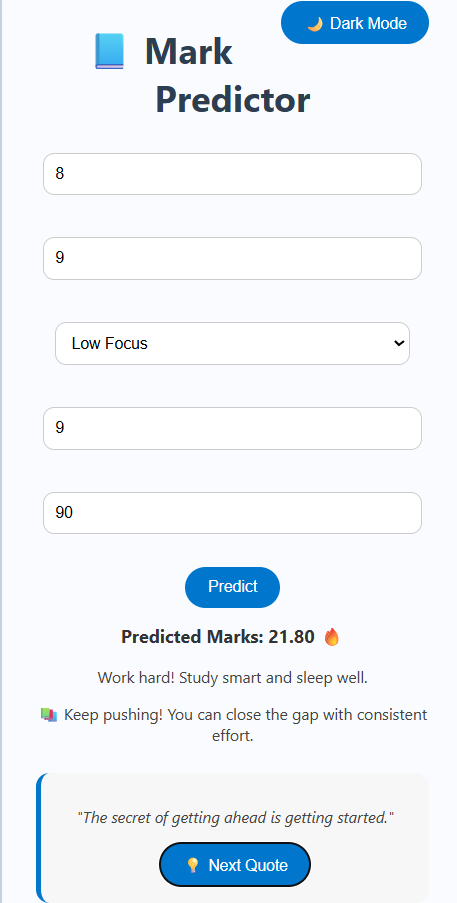 🌙 Dark Mode
📘 Mark
Predictor
8
9
Low Focus
9
90
Predict
Predicted Marks: 21.80 🔥
Work hard! Study smart and sleep well.
📚 Keep pushing! You can close the gap with consistent
effort.
"The secret of getting ahead is getting started."
💡 Next Quote